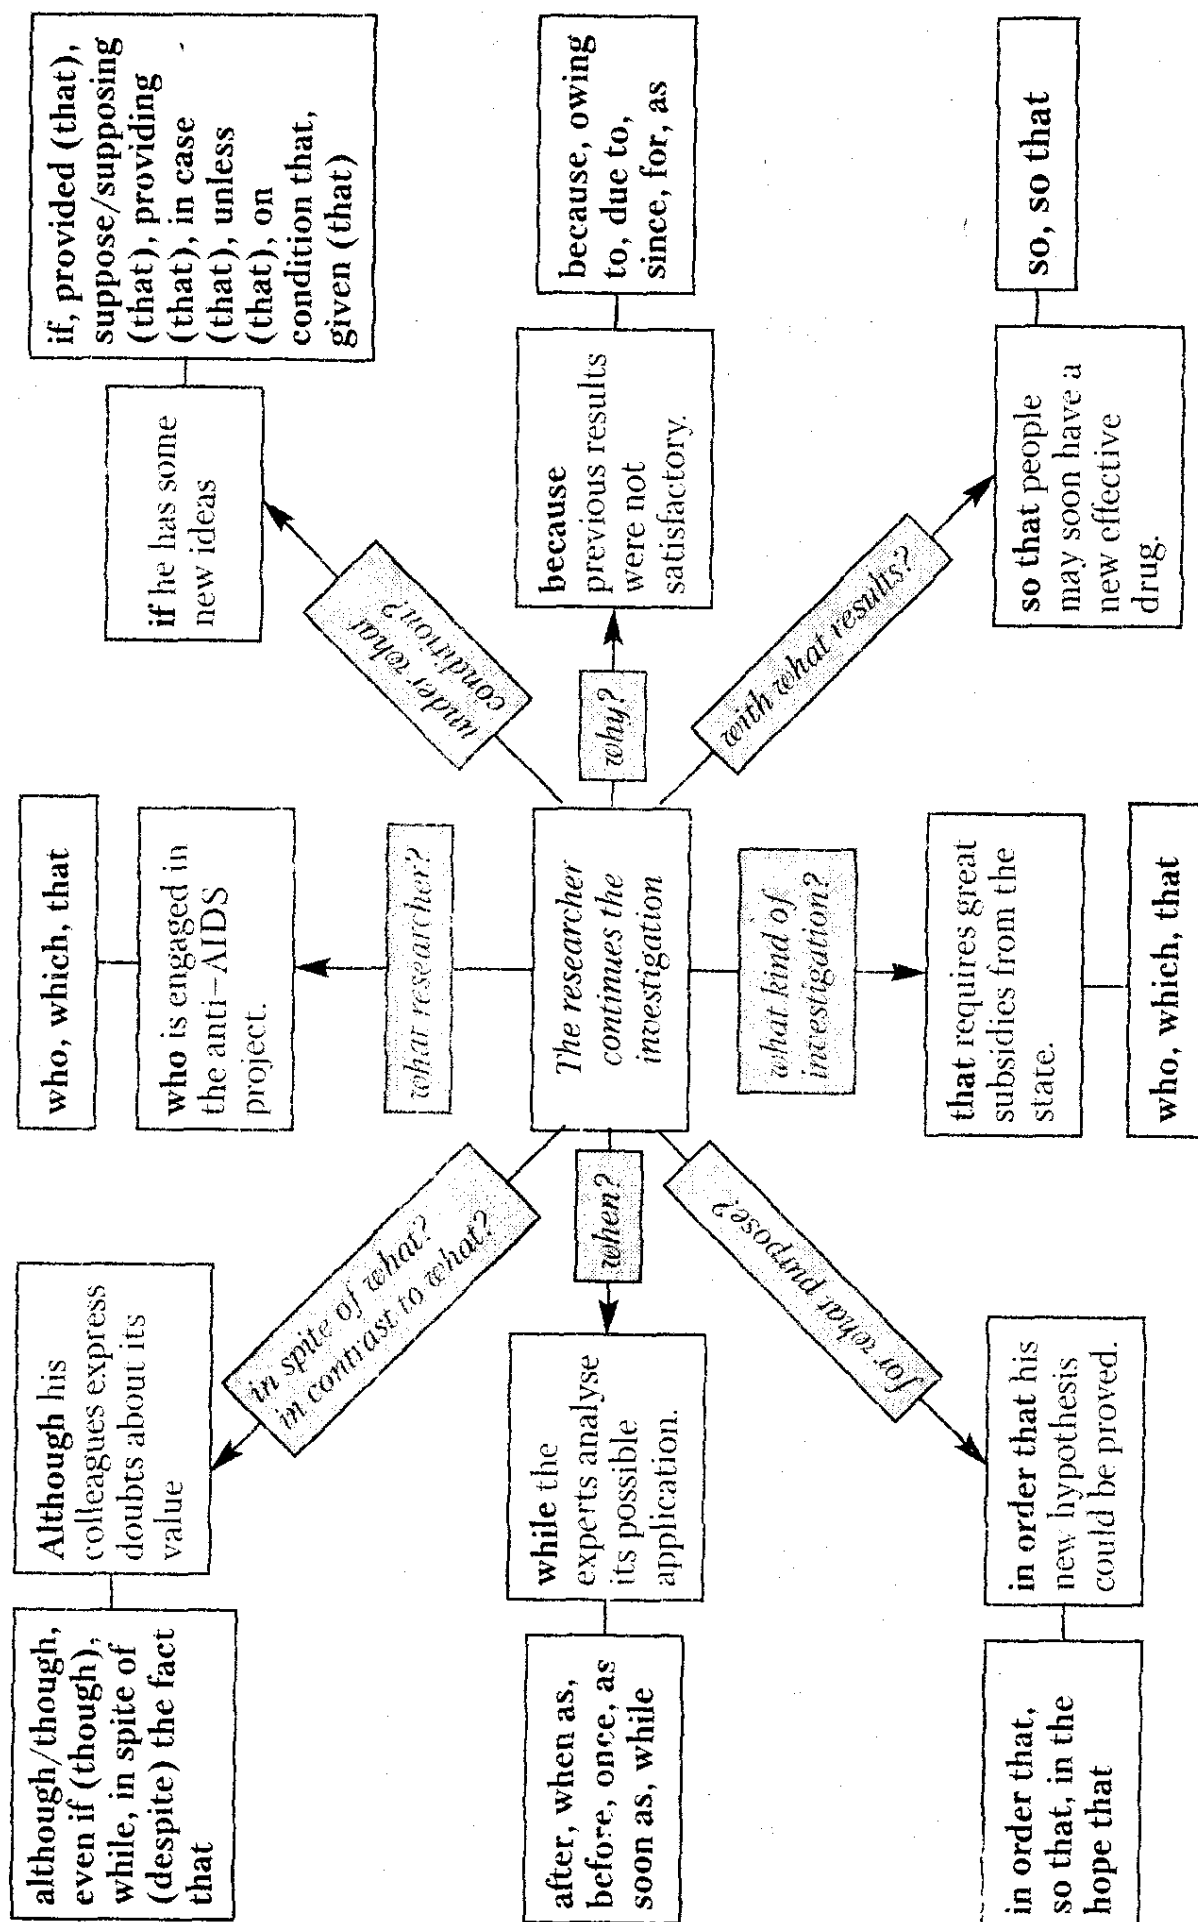 although/though,
even if (though),
while, in spite of
(despite) the fact
that
Although his
colleagues express
doubts about its
value
in spite of what?
in contrast to what?
who, which, that
who is engaged in
the anti-AIDS
project.
what researcher?
if, provided (that),
suppose/supposing
(that), providing
(that), in case
(that), unless
(that), on
condition that,
given (that)
if he has some
new ideas
under what
condition?
after, when as,
before, once, as
soon as, while
while the
experts analyse
its possible
application.
when?
The researcher
continues the
investigation
why?
because
previous results
were not
satisfactory.
because, owing
to, due to,
since, for, as
in order that,
so that, in the
hope that
in order that his
new hypothesis
could be proved.
for what purpose?
what kind of
investigation?
that requires great
subsidies from the
state.
who, which, that
with what results?
so that people
may soon have a
new effective
drug.
so, so that